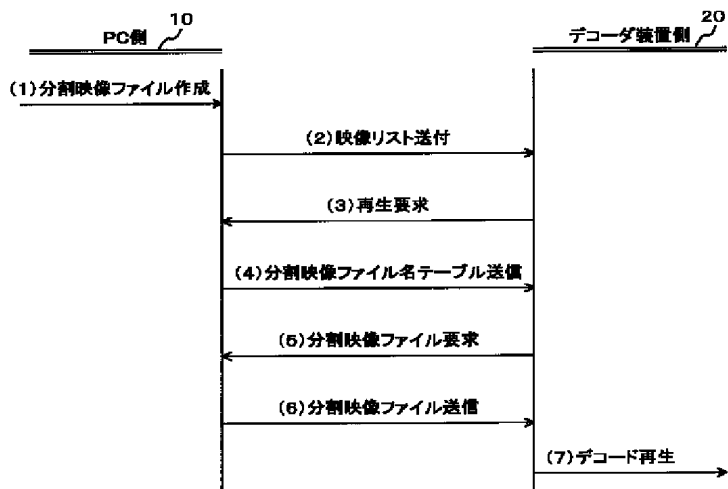 10
20
PC側
デコーダ装置側
(1)分割映像ファイル作成
(2)映像リスト送付
(3)再生要求
(4)分割映像ファイル名テーブル送信
(5)分割映像ファイル要求
(6)分割映像ファイル送信
(7)デコード再生